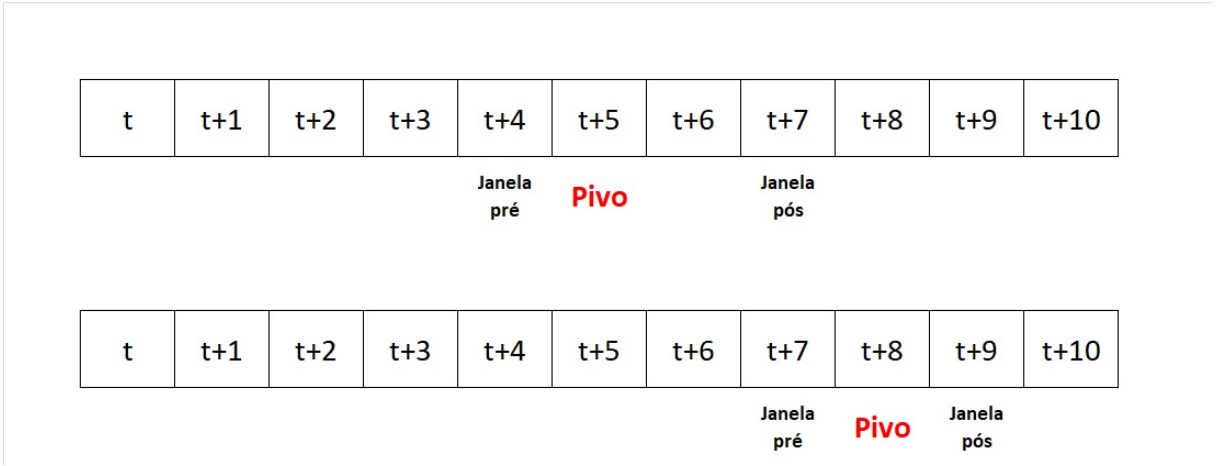 t t+1 t+2 t+3 t+4 t+5 t+6 t+7 t+8 t+9 t+10
Janela
pré
Pivo
Janela
pós
t t+1 t+2 t+3 t+4 t+5 t+6 t+7 t+8 t+9 t+10
Janela
pré
Pivo
Janela
pós